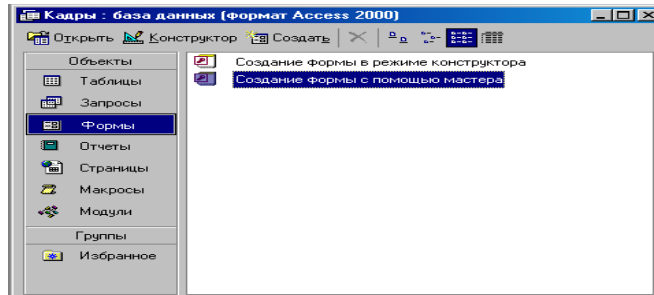 Кадры : база данных (формат Access 2000)
Открыть Конструктор Создать
Объекты
Таблицы
Запросы
Формы
Отчеты
Страницы
Макросы
Модули
Группы
Избранное
Создание формы в режиме конструктора
Создание формы с помощью мастера